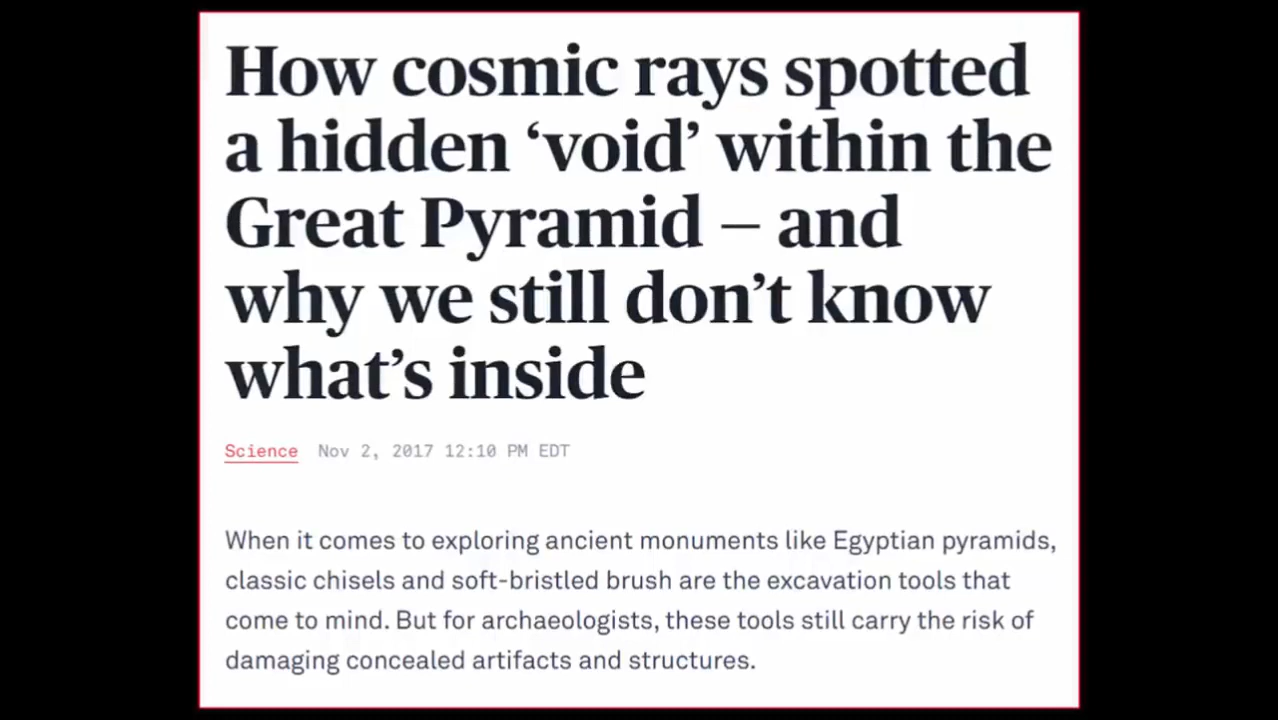 How cosmic rays spotted
a hidden ‘void’ within the
Great Pyramid – and
why we still don’t know
what’s inside
Science Nov 2, 2017 12:10 PM EDT
When it comes to exploring ancient monuments like Egyptian pyramids,
classic chisels and soft-bristled brush are the excavation tools that
come to mind. But for archaeologists, these tools still carry the risk of
damaging concealed artifacts and structures.